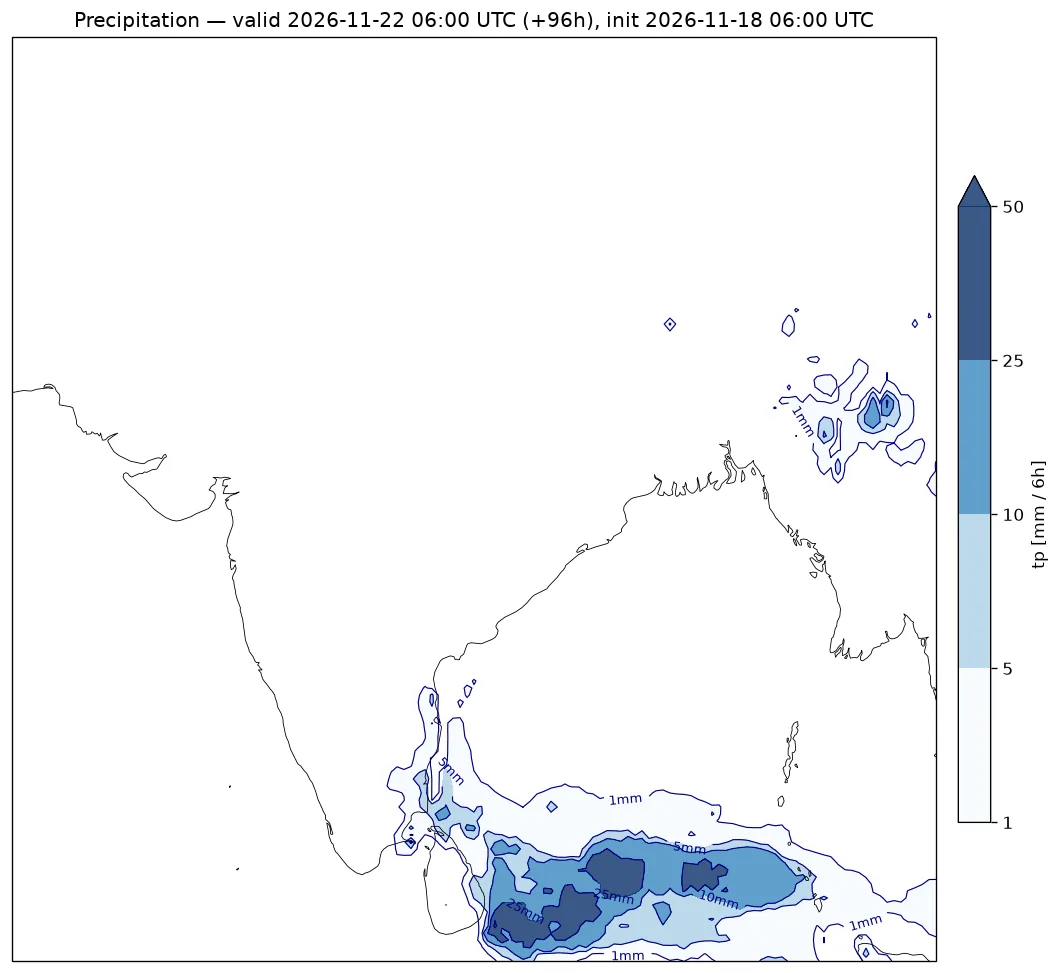 Precipitation — valid 2026-11-22 06:00 UTC (+96h), init 2026-11-18 06:00 UTC
50
25
10
5
1
tp [mm / 6h]
1mm
5mm
1mm
5mm
25mm
10mm
25mm
1mm
1mm